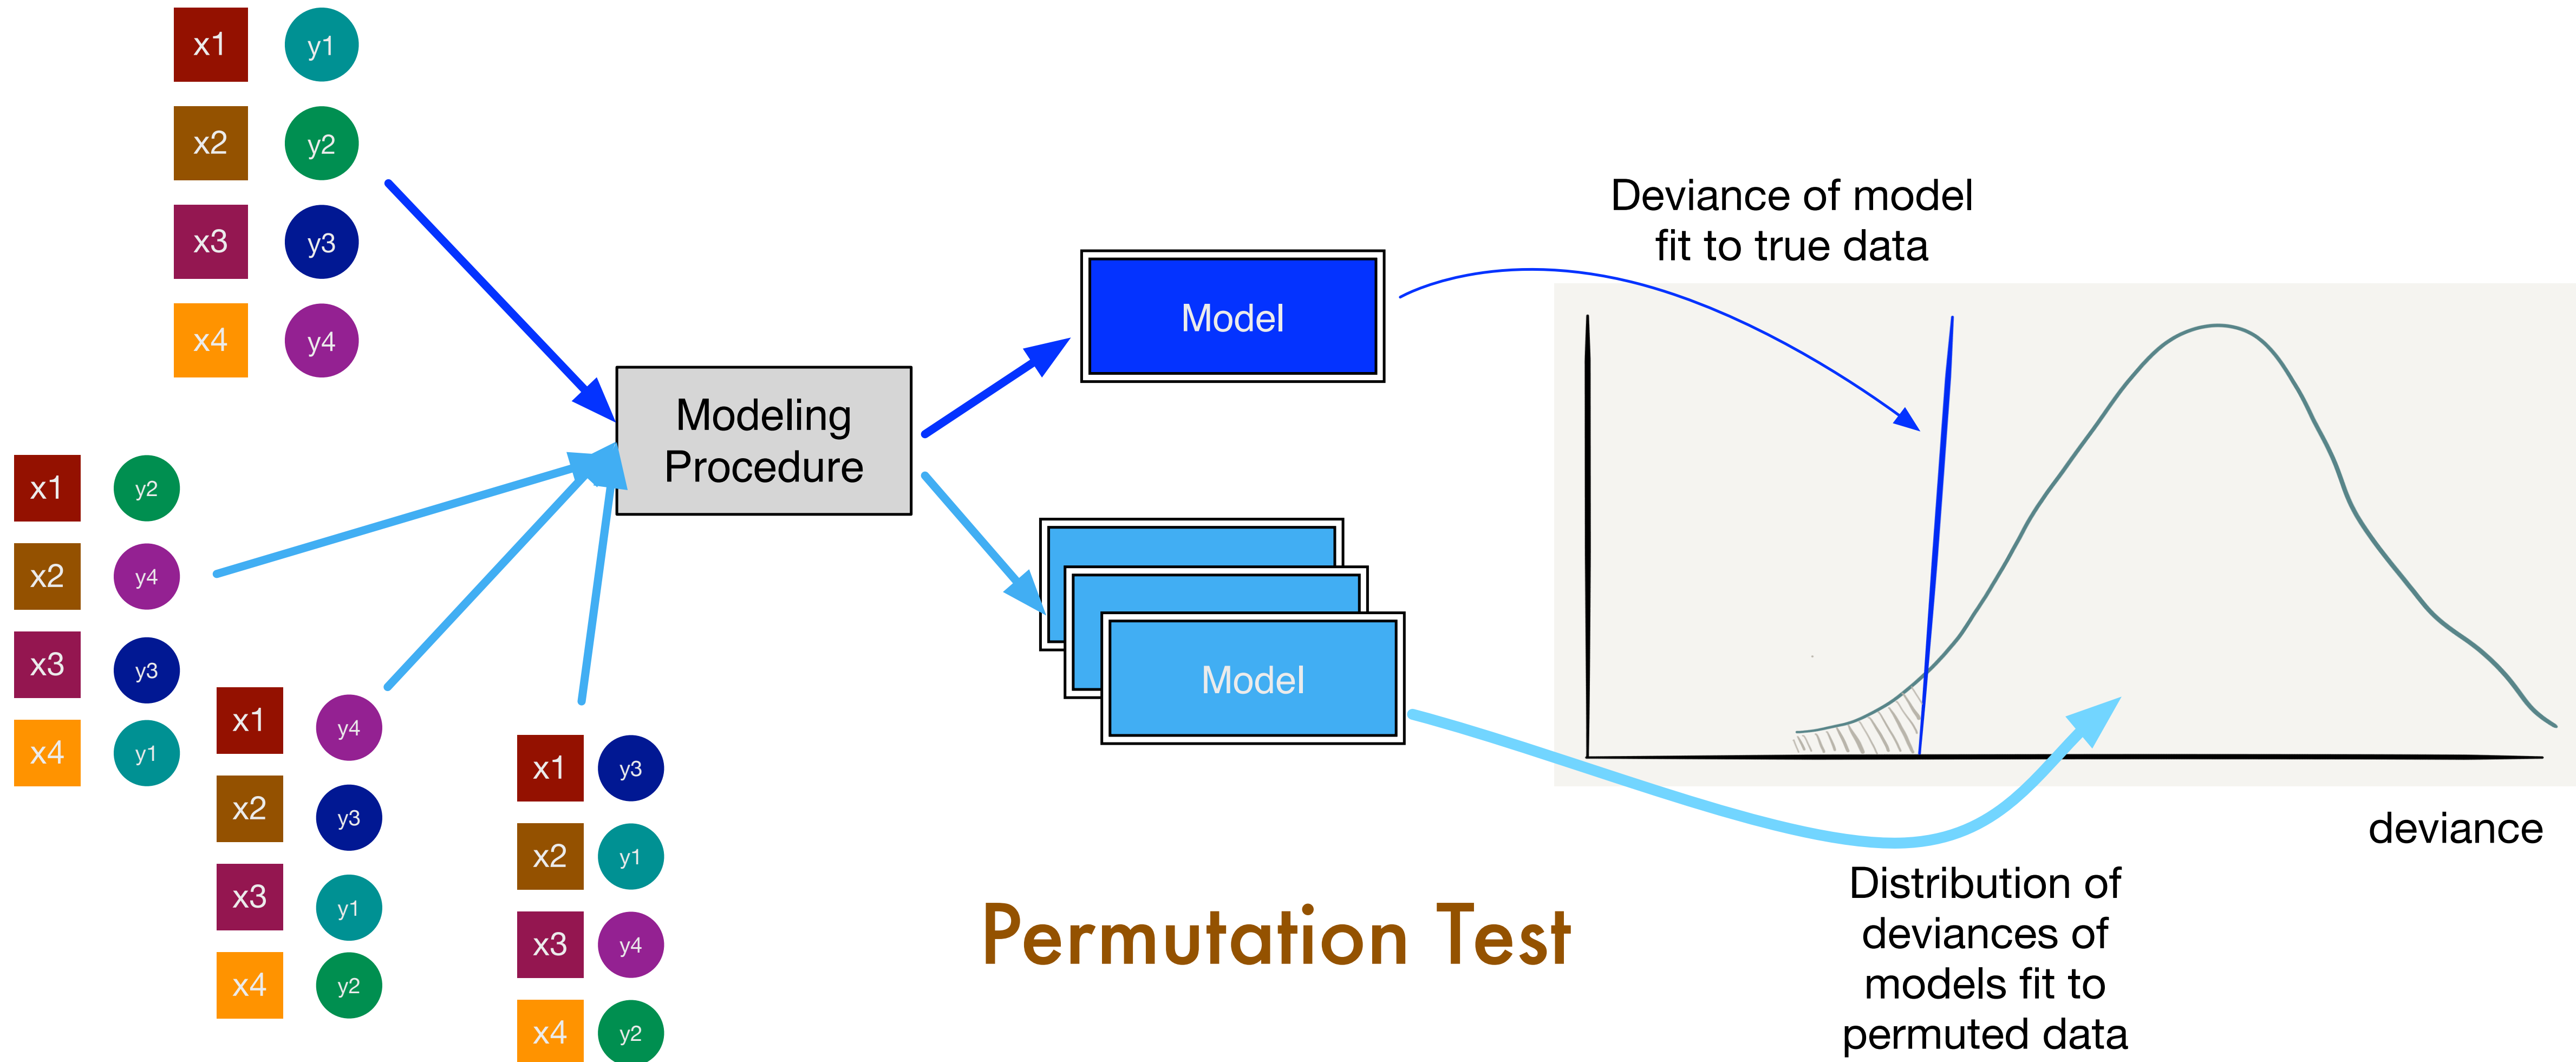 x1 y1
x2 y2
x3 y3
x4 y4
x1 y2
x2 y4
x3 y3
x4 y1
x1 y4
x2 y3
x3 y1
x4 y2
x1 y3
x2 y1
x3 y4
x4 y2
Modeling
Procedure
Model
Model
Deviance of model
fit to true data
deviance
Distribution of
deviances of
models fit to
permuted data
Permutation Test